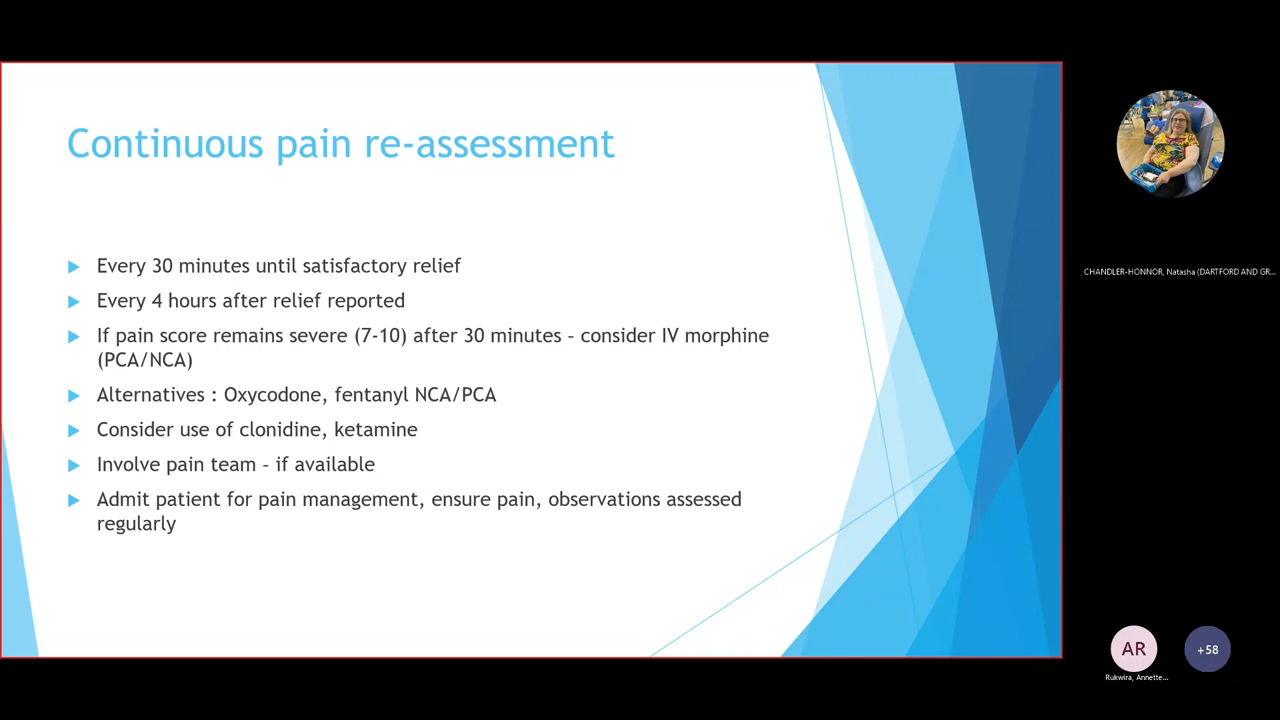 Continuous pain re-assessment
Every 30 minutes until satisfactory relief
Every 4 hours after relief reported
If pain score remains severe (7-10) after 30 minutes – consider IV morphine
(PCA/NCA)
Alternatives : Oxycodone, fentanyl NCA/PCA
Consider use of clonidine, ketamine
Involve pain team – if available
Admit patient for pain management, ensure pain, observations assessed
regularly
CHANDLER-HONNOR, Natasha (DARTFORD AND GR...
AR
+58
Rukwira, Annette...